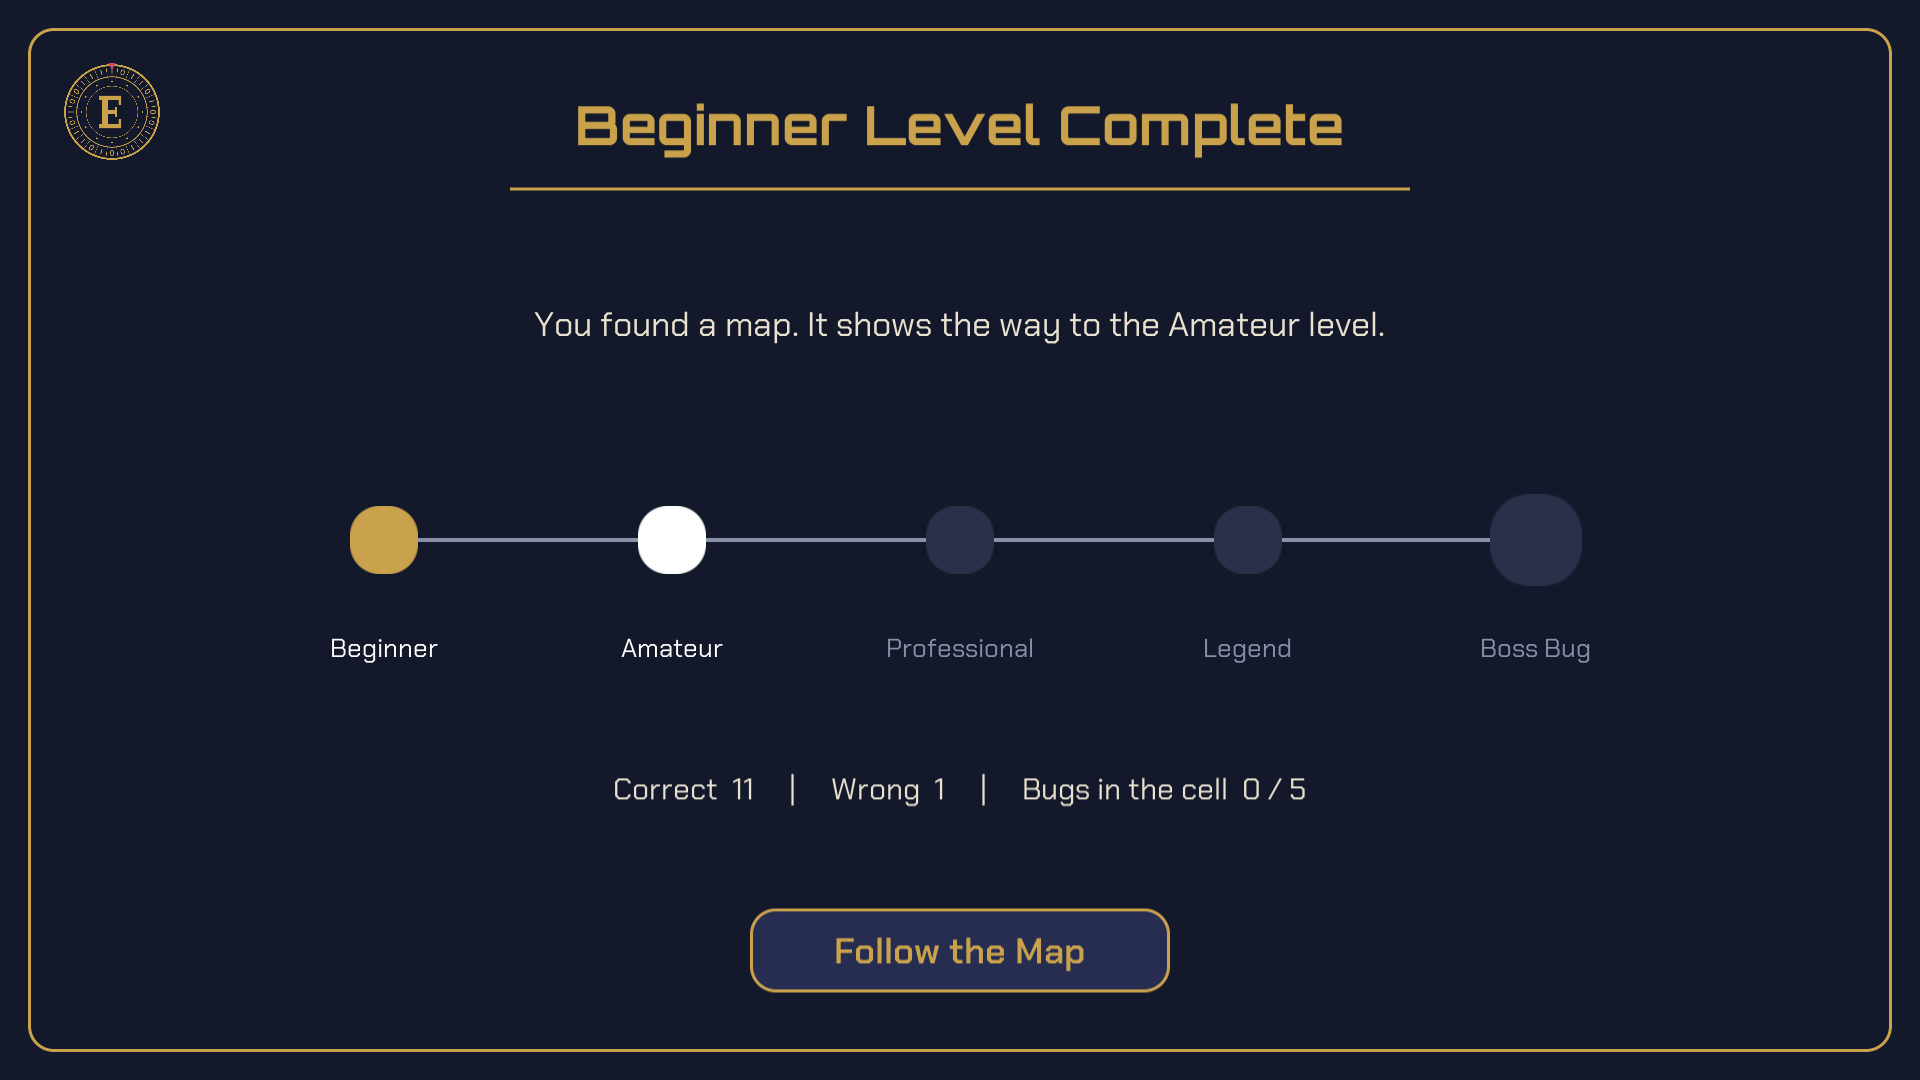 E
Beginner Level Complete
You found a map. It shows the way to the Amateur level.
Beginner Amateur Professional Legend Boss Bug
Correct 11 | Wrong 1 | Bugs in the cell 0 / 5
Follow the Map